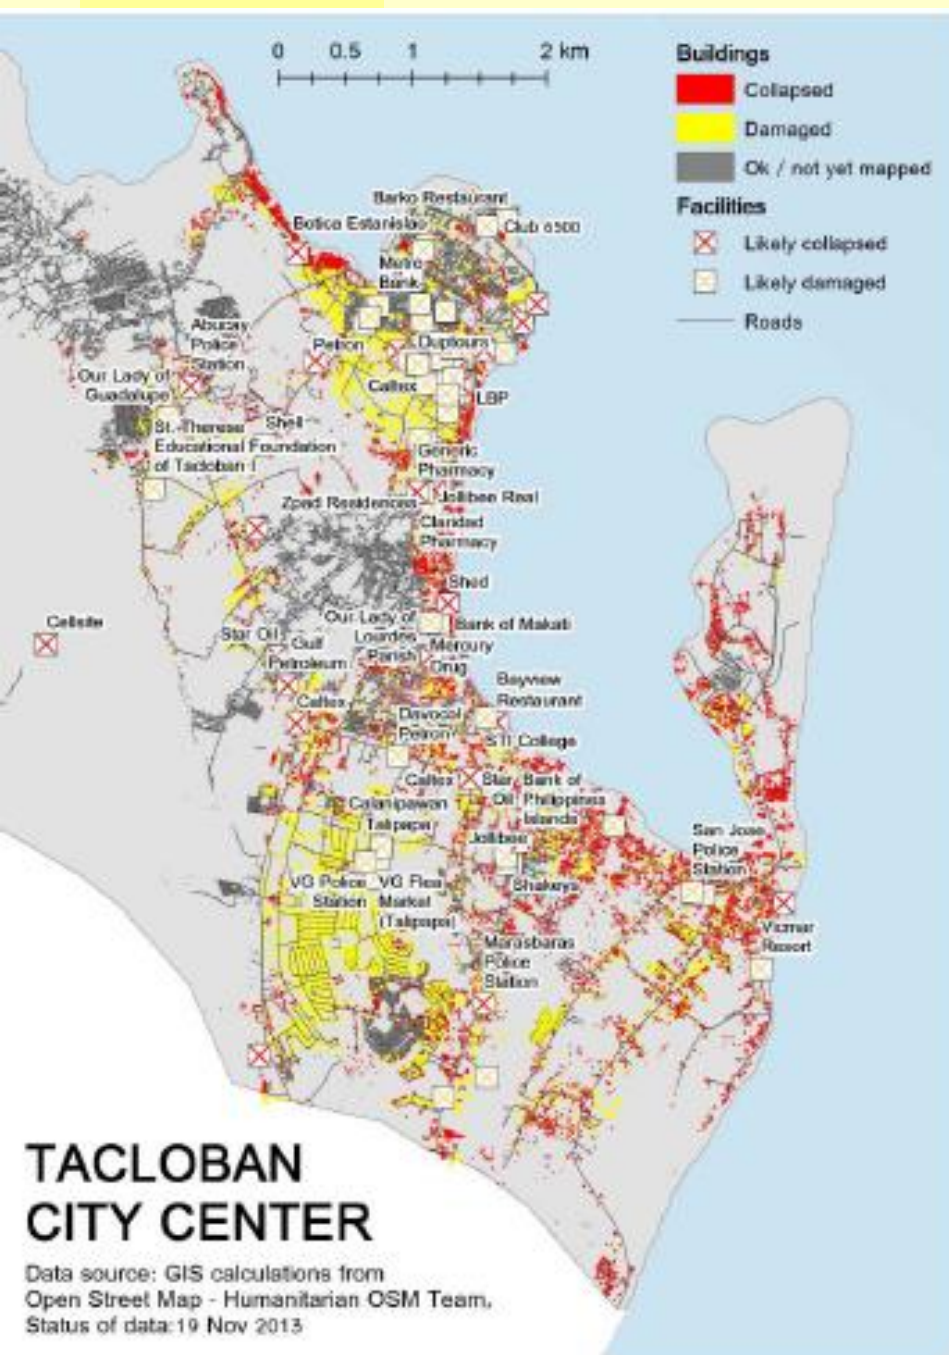 0 0.5 1 2 km
Buildings
Collapsed
Damaged
Ok / not yet mapped
Facilities
Likely collapsed
Likely damaged
Roads
Barko Restaurant
Botica Estanislao
Club 6500
Metro
Bank
Abucay
Police
Station
Petron
Duptours
Our Lady of
Guadalupe
Caltex
LBP
Shell
St. Therese
Educational Foundation
of Tacloban I
Generic
Pharmacy
Zpad Residences
Jollibee Real
Claridad
Pharmacy
Shed
Cellsite
Our Lady of
Lourdes
Parish
Bank of Makati
Star Oil
Gulf
Petroleum
Mercury
Drug
Bayview
Restaurant
Caltex
Davocol
Petron
STI College
Caltex
Star
Oil
Bank of
Philippines
Islands
Calanipawan
Talipapa
Jollibee
San Jose
Police
Station
VG Police
Station
VG Flea
Market
(Talipapa)
Shakeys
Vicmar
Resort
Marasbaras
Police
Station
TACLOBAN
CITY CENTER
Data source: GIS calculations from
Open Street Map - Humanitarian OSM Team,
Status of data:19 Nov 2013